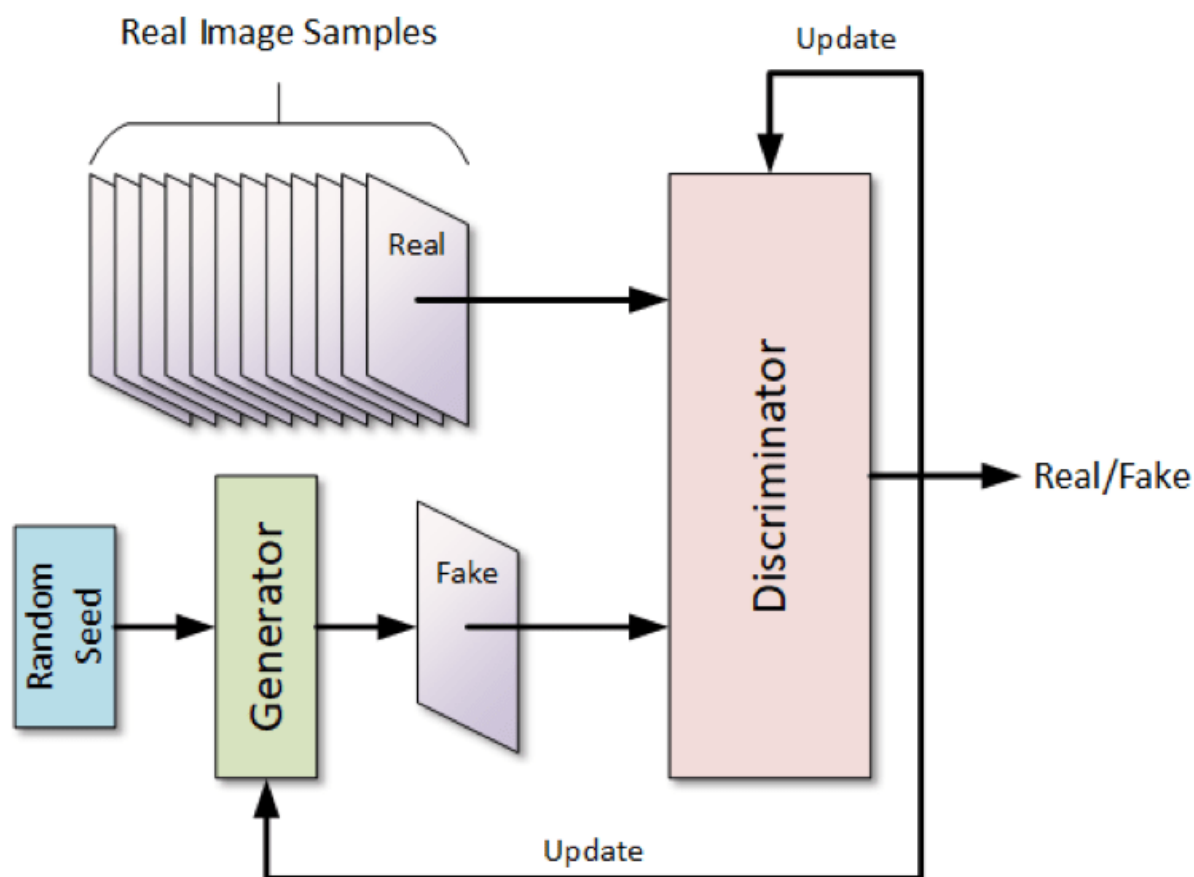 Real Image Samples
Update
Real
Discriminator
Real/Fake
Random
Seed
Generator
Fake
Update